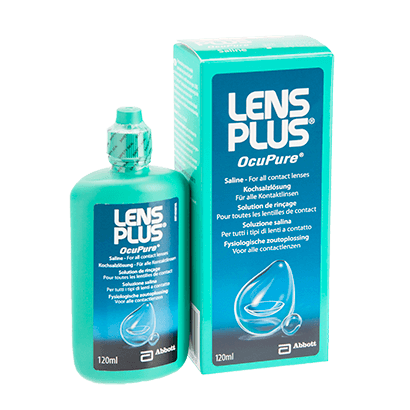 LENS
PLUS®
OcuPure®
Saline - For all contact lenses
Kochsalzlösung - Für alle Kontaktlinsen
Solution de rinçage
Pour toutes les lentilles de contact
Soluzione salina
Per tutti i tipi di lenti a contatto
Fysiologische zoutoplossing
Voor alle contactlenzen
120ml
Abbott
LENS
PLUS®
OcuPure®
Saline - For all contact lenses
Kochsalzlösung
Für alle Kontaktlinsen
Solution de rinçage
Pour toutes les lentilles de contact
Soluzione salina
Per tutti i tipi di lenti a contatto
Fysiologische zoutoplossing
Voor alle contactlenzen
120ml
Abbott